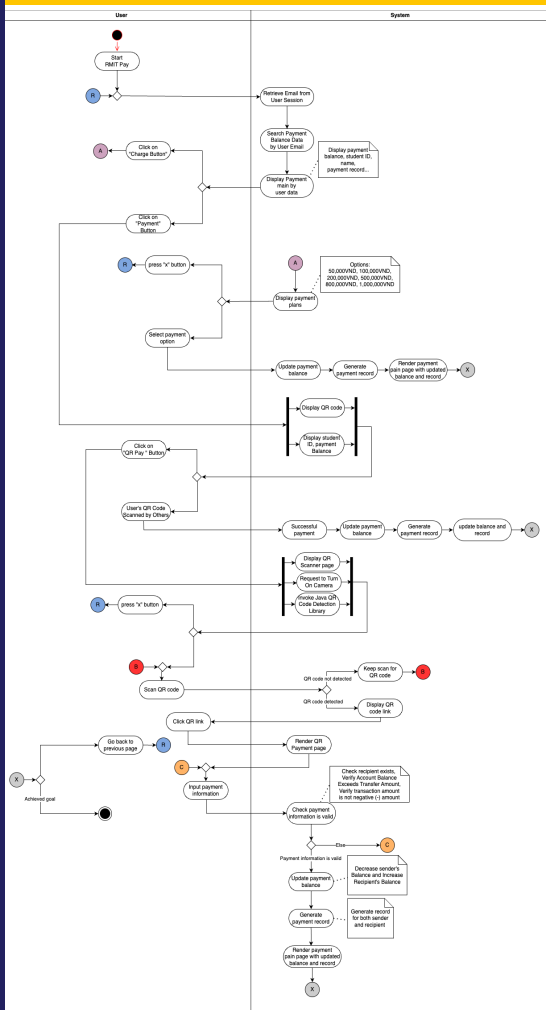 User
System
Start
RMIT Pay
R
Retrieve Email from
User Session
Search Payment
Balance Data
by User Email
Display payment
balance, student ID,
name,
payment record...
A
Click on
"Charge Button"
Display Payment
main by
user data
Click on
"Payment"
Button
R
press "x" button
A
Options:
50,000VND, 100,000VND,
200,000VND, 500,000VND,
800,000VND, 1,000,000VND
Display payment
plans
Select payment
option
Update payment
balance
Generate
payment record
Render payment
pain page with updated
balance and record
X
Display QR code
Display student
ID, payment
Balance
Click on
"QR Pay " Button
User's QR Code
Scanned by Others
Successful
payment
Update payment
balance
Generate
payment record
update balance and
record
X
Display QR
Scanner page
Request to Turn
On Camera
Invoke Java QR
Code Detection
Library
R
press "x" button
B
Scan QR code
QR code not detected
Keep scan for
QR code
B
QR code detected
Display QR
code link
Click QR link
Go back to
previous page
R
Render QR
Payment page
X
Achieved goal
C
Input payment
information
Check recipient exists,
Verify Account Balance
Exceeds Transfer Amount,
Verify transaction amount
is not negative (-) amount
Check payment
information is valid
Else
C
Payment information is valid
Update payment
balance
Decrease sender's
Balance and Increase
Recipient's Balance
Generate
payment record
Generate record
for both sender
and recipient
Render payment
pain page with updated
balance and record
X